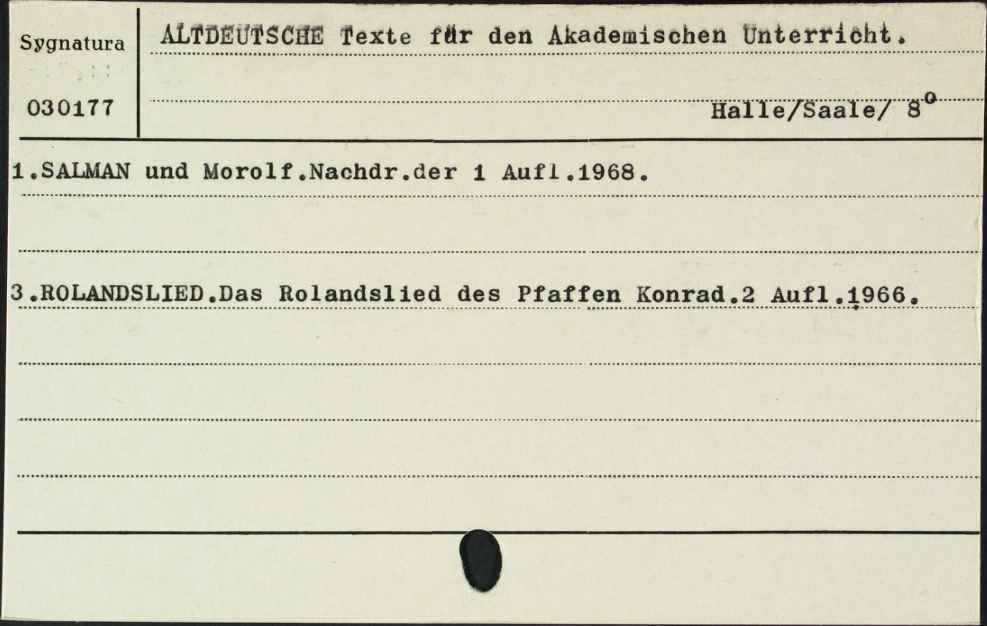 Sygnatura
ALTDEUTSCHE Texte für den Akademischen Unterricht.
030177
Halle/Saale/ 8°
1.SALMAN und Morolf.Nachdr.der 1 Aufl.1968.
3.ROLANDSLIED.Das Rolandslied des Pfaffen Konrad.2 Aufl.1966.